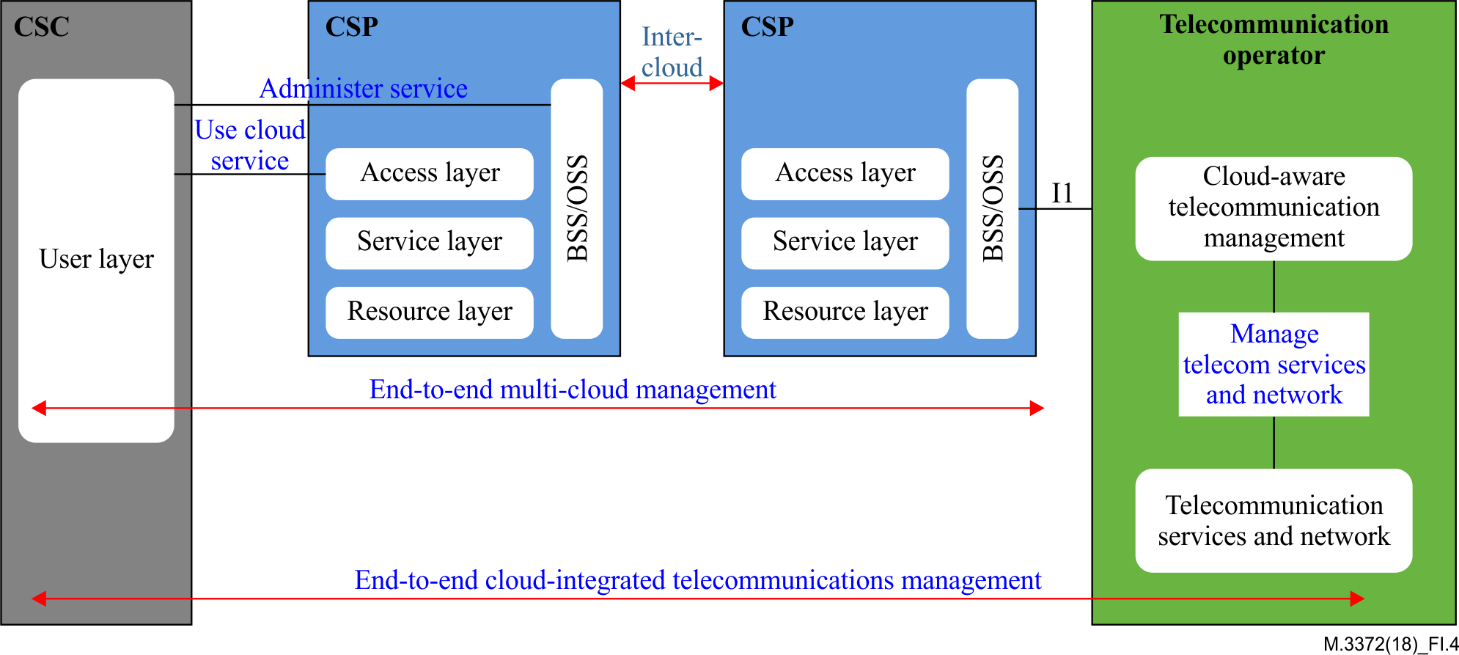 CSC
CSP
Inter-
cloud
CSP
Telecommunication
operator
Administer service
Use cloud
service
User layer
Access layer
Service layer
Resource layer
BSS/OSS
Access layer
Service layer
Resource layer
BSS/OSS
I1
Cloud-aware
telecommunication
management
Manage
telecom services
and network
Telecommunication
services and network
End-to-end multi-cloud management
End-to-end cloud-integrated telecommunications management
M.3372(18)_FI.4